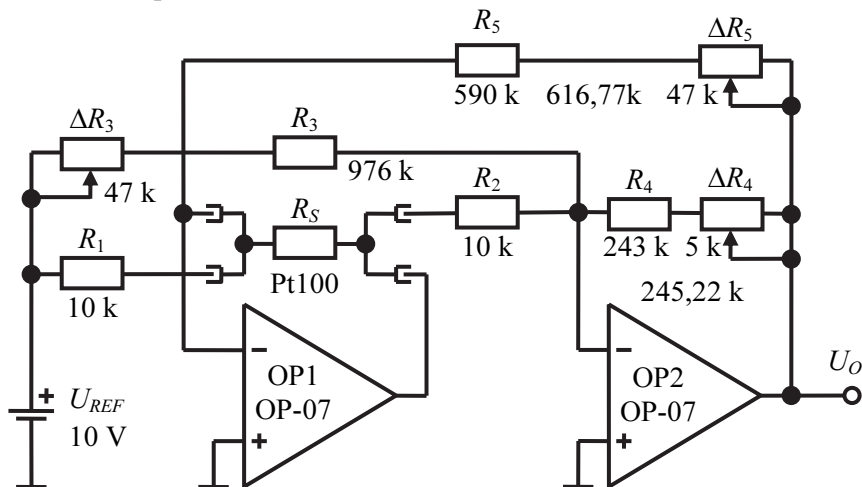 R5
590 k
616,77k
ΔR5
47 k
ΔR3
47 k
R3
976 k
R2
10 k
R4
243 k
ΔR4
5 k
245,22 k
R1
10 k
RS
Pt100
+
UREF
10 V
−
OP1
OP-07
+
−
OP2
OP-07
+
UO